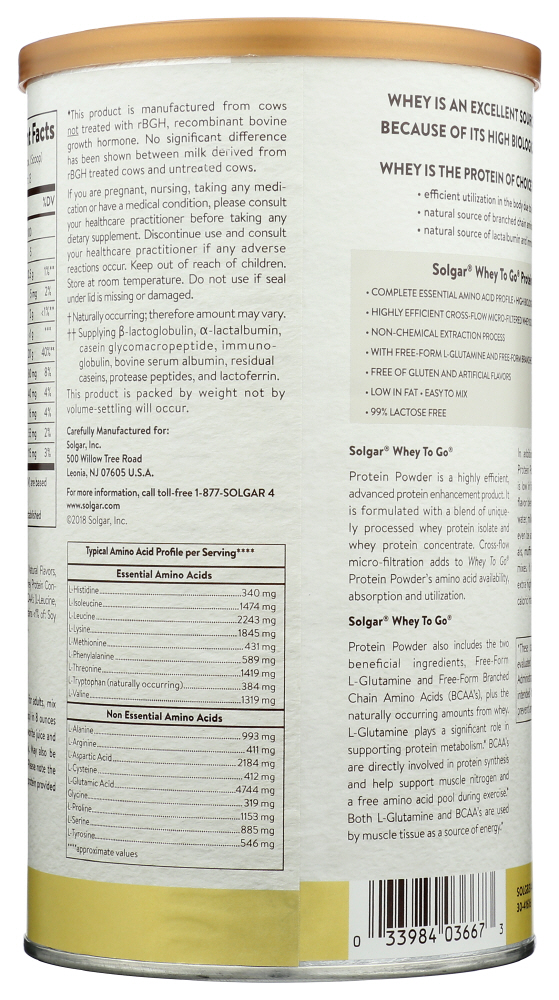 t Facts
%DV
1%**
2%
<1%**
***
40%**
8%
4%
4%
2%
3%
*This product is manufactured from cows
not treated with rBGH, recombinant bovine
growth hormone. No significant difference
has been shown between milk derived from
rBGH treated cows and untreated cows.
If you are pregnant, nursing, taking any medi-
cation or have a medical condition, please consult
your healthcare practitioner before taking any
dietary supplement. Discontinue use and consult
your healthcare practitioner if any adverse
reactions occur. Keep out of reach of children.
Store at room temperature. Do not use if seal
under lid is missing or damaged.
† Naturally occurring; therefore amount may vary.
†† Supplying β-lactoglobulin, α-lactalbumin,
casein glycomacropeptide, immuno-
globulin, bovine serum albumin, residual
caseins, protease peptides, and lactoferrin.
This product is packed by weight not by
volume-settling will occur.
Carefully Manufactured for:
Solgar, Inc.
500 Willow Tree Road
Leonia, NJ 07605 U.S.A.
For more information, call toll-free 1-877-SOLGAR 4
www.solgar.com
©2018 Solgar, Inc.
Typical Amino Acid Profile per Serving****
Essential Amino Acids
L-Histidine 340 mg
L-Isoleucine 1474 mg
L-Leucine 2243 mg
L-Lysine 1845 mg
L-Methionine 431 mg
L-Phenylalanine 589 mg
L-Threonine 1419 mg
L-Tryptophan (naturally occurring) 384 mg
L-Valine 1319 mg
Non Essential Amino Acids
L-Alanine 993 mg
L-Arginine 411 mg
L-Aspartic Acid 2184 mg
L-Cysteine 412 mg
L-Glutamic Acid 4744 mg
Glycine 319 mg
L-Proline 1153 mg
L-Serine 885 mg
L-Tyrosine 546 mg
****approximate values
WHEY IS AN EXCELLENT SOUR
BECAUSE OF ITS HIGH BIOLOG
WHEY IS THE PROTEIN OF CHOIC
• efficient utilization in the body due to
• natural source of branched chain
• natural source of lactalbumin and
Solgar® Whey To Go® Prote
• COMPLETE ESSENTIAL AMINO ACID PROFILE • HIGH
• HIGHLY EFFICIENT CROSS-FLOW MICRO-FILTERED
• NON-CHEMICAL EXTRACTION PROCESS
• WITH FREE-FORM L-GLUTAMINE AND FREE-FORM BRANCH
• FREE OF GLUTEN AND ARTIFICIAL FLAVORS
• LOW IN FAT • EASY TO MIX
• 99% LACTOSE FREE
Solgar® Whey To Go®
Protein Powder is a highly efficient,
advanced protein enhancement product. It
is formulated with a blend of unique-
ly processed whey protein isolate and
whey protein concentrate. Cross-flow
micro-filtration adds to Whey To Go®
Protein Powder's amino acid availability,
absorption and utilization.
Solgar® Whey To Go®
Protein Powder also includes the two
beneficial ingredients, Free-Form
L-Glutamine and Free-Form Branched
Chain Amino Acids (BCAA's), plus the
naturally occurring amounts from whey.
L-Glutamine plays a significant role in
supporting protein metabolism.* BCAA's
are directly involved in protein synthesis
and help support muscle nitrogen and
a free amino acid pool during exercise.*
Both L-Glutamine and BCAA's are used
by muscle tissue as a source of energy.*
0 33984 03667 3